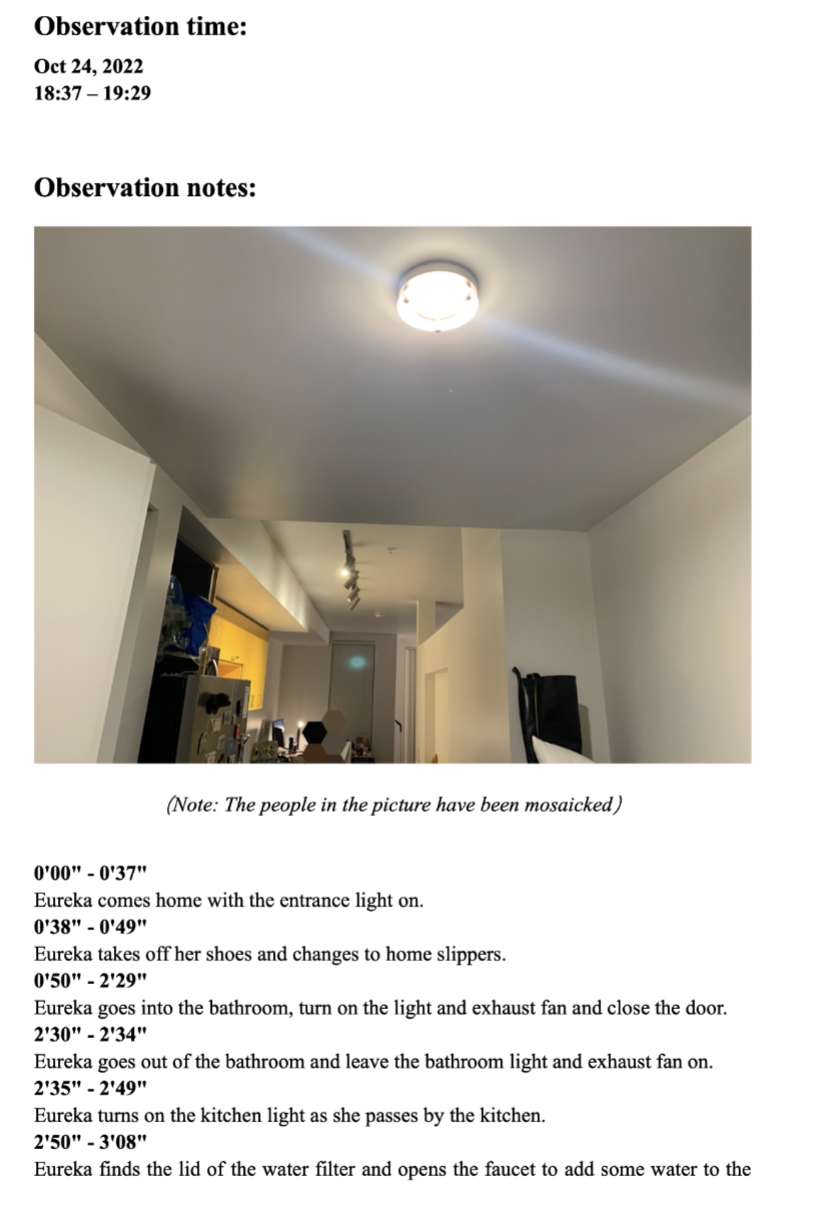 Observation time:
Oct 24, 2022
18:37 – 19:29
Observation notes:
(Note: The people in the picture have been mosaicked)
0'00" - 0'37"
Eureka comes home with the entrance light on.
0'38" - 0'49"
Eureka takes off her shoes and changes to home slippers.
0'50" - 2'29"
Eureka goes into the bathroom, turn on the light and exhaust fan and close the door.
2'30" - 2'34"
Eureka goes out of the bathroom and leave the bathroom light and exhaust fan on.
2'35" - 2'49"
Eureka turns on the kitchen light as she passes by the kitchen.
2'50" - 3'08"
Eureka finds the lid of the water filter and opens the faucet to add some water to the